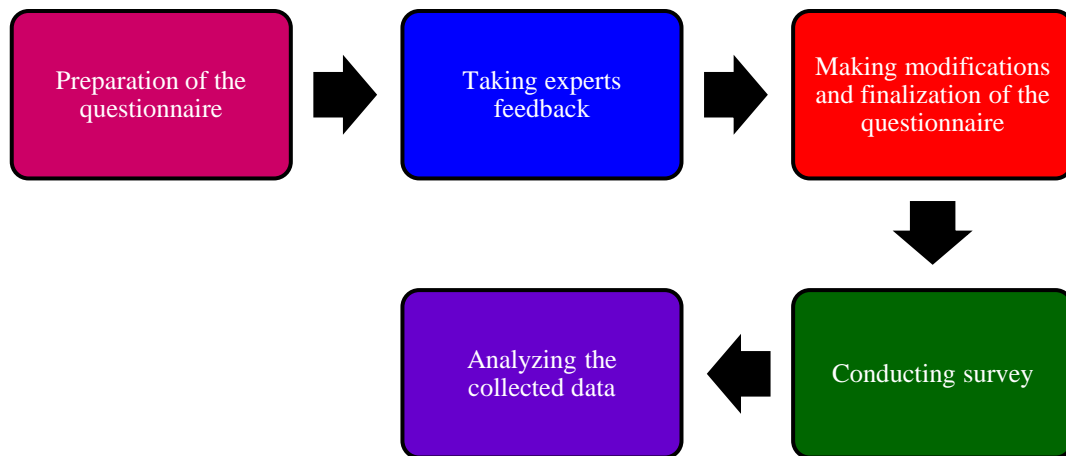 Preparation of the
questionnaire
Taking experts
feedback
Making modifications
and finalization of the
questionnaire
Conducting survey
Analyzing the
collected data